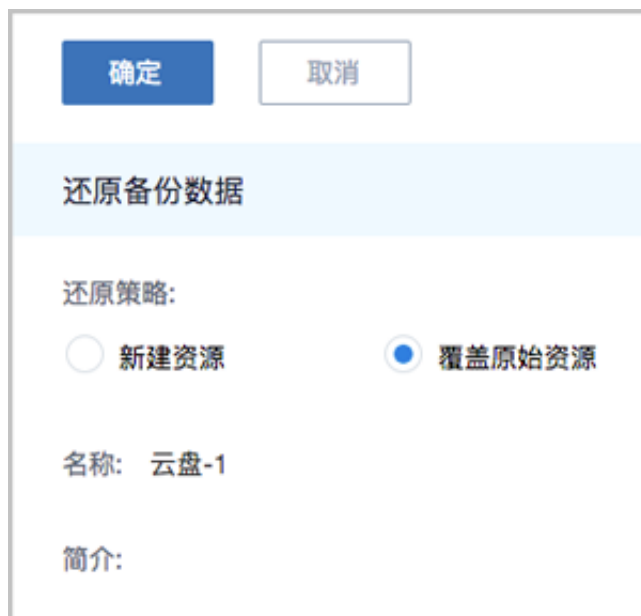 确定 取消
还原备份数据
还原策略:
新建资源 覆盖原始资源
名称: 云盘-1
简介: